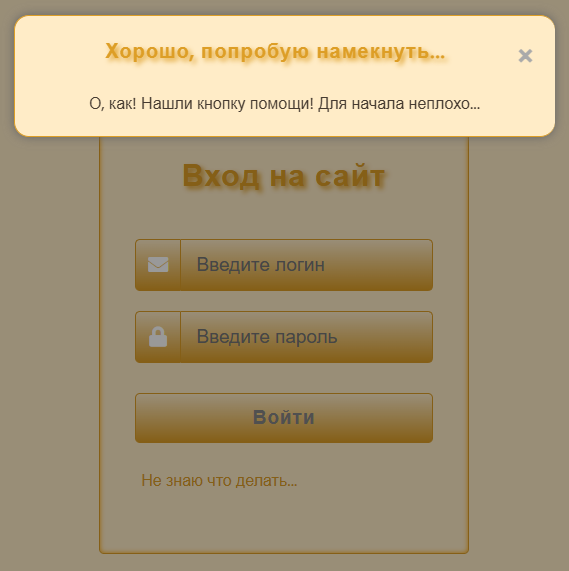 Хорошо, попробую намекнуть...
О, как! Нашли кнопку помощи! Для начала неплохо...
Вход на сайт
Введите логин
Введите пароль
Войти
Не знаю что делать...